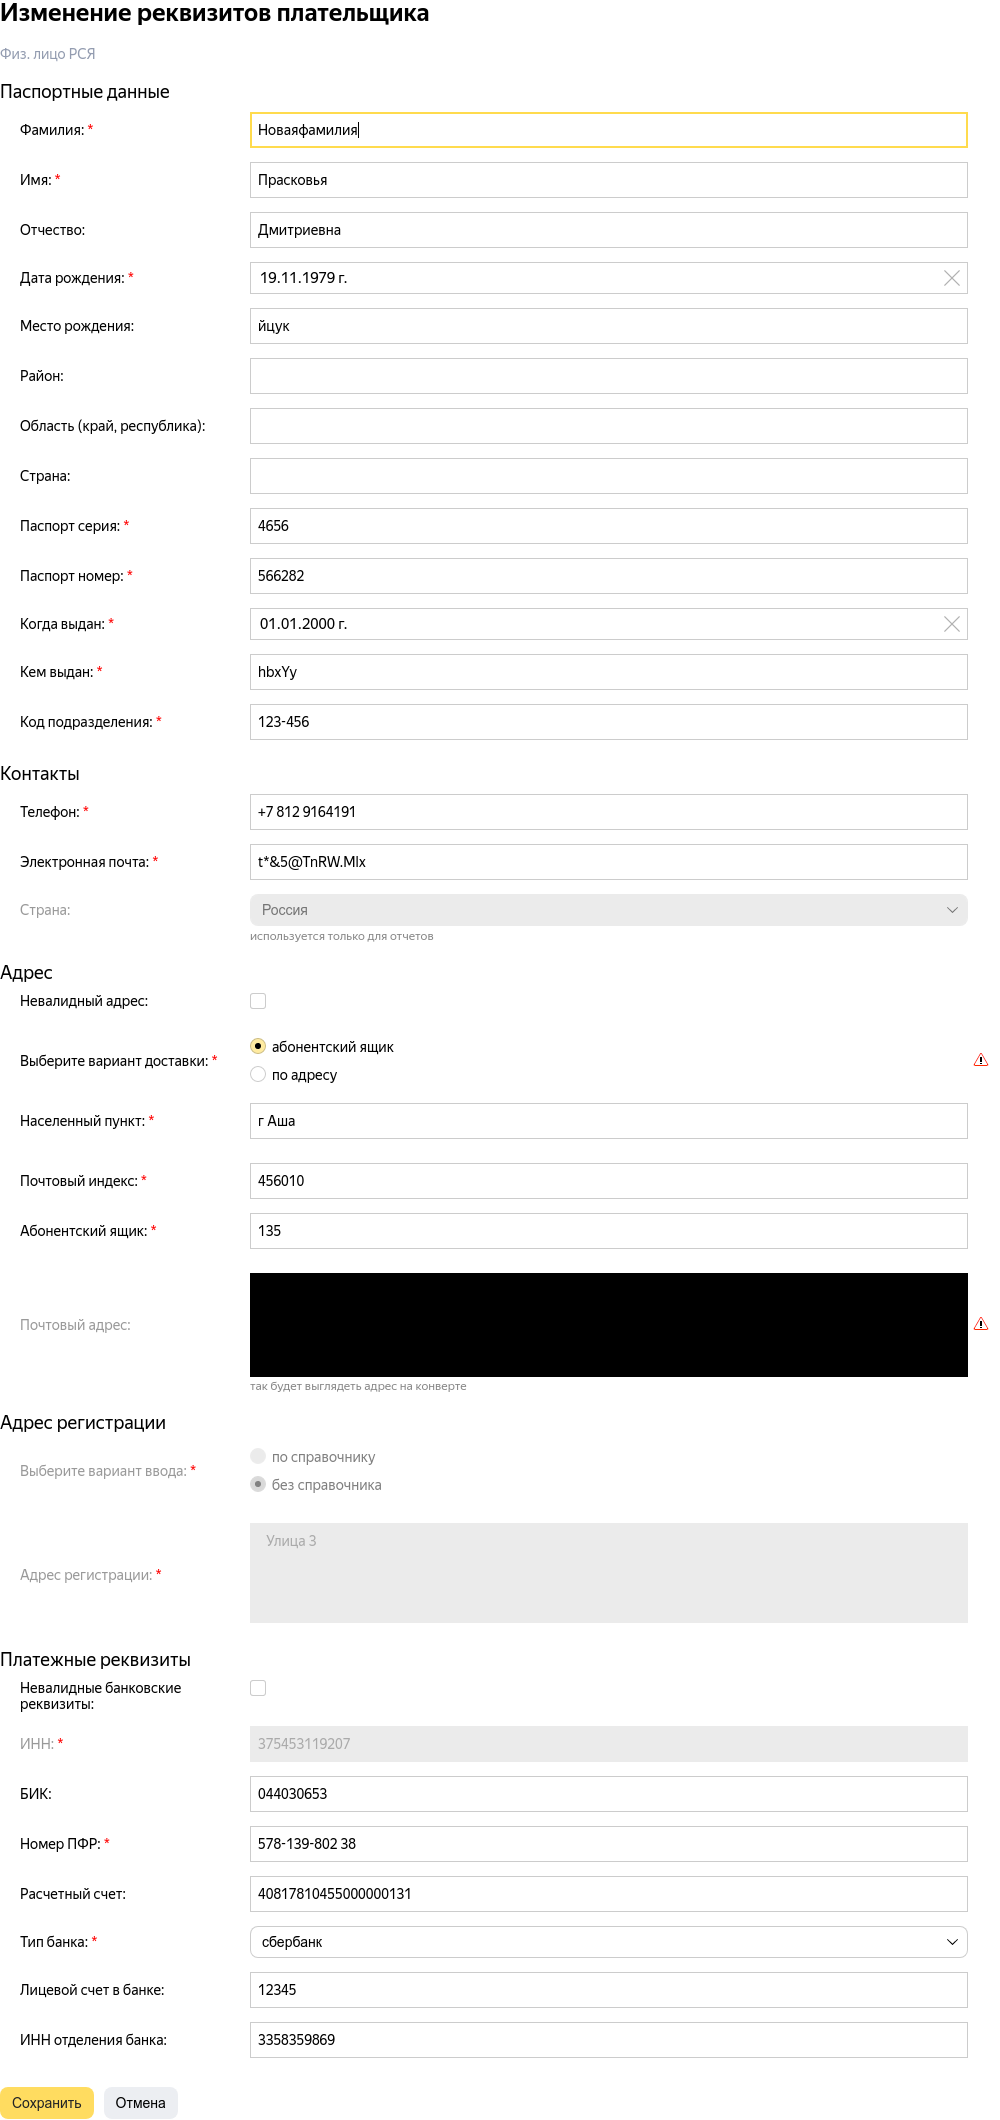 Изменение реквизитов плательщика
Физ. лицо РСЯ
Паспортные данные
Фамилия: * Новаяфамилия
Имя: * Прасковья
Отчество: Дмитриевна
Дата рождения: * 19.11.1979 г.
Место рождения: йцук
Район:
Область (край, республика):
Страна:
Паспорт серия: * 4656
Паспорт номер: * 566282
Когда выдан: * 01.01.2000 г.
Кем выдан: * hbxYy
Код подразделения: * 123-456
Контакты
Телефон: * +7 812 9164191
Электронная почта: * t*&5@TnRW.MIx
Страна: Россия
используется только для отчетов
Адрес
Невалидный адрес:
Выберите вариант доставки: *
абонентский ящик
по адресу
Населенный пункт: * г Аша
Почтовый индекс: * 456010
Абонентский ящик: * 135
Почтовый адрес:
так будет выглядеть адрес на конверте
Адрес регистрации
Выберите вариант ввода: *
по справочнику
без справочника
Адрес регистрации: * Улица 3
Платежные реквизиты
Невалидные банковские
реквизиты:
ИНН: * 375453119207
БИК: 044030653
Номер ПФР: * 578-139-802 38
Расчетный счет: 40817810455000000131
Тип банка: * сбербанк
Лицевой счет в банке: 12345
ИНН отделения банка: 3358359869
Сохранить Отмена